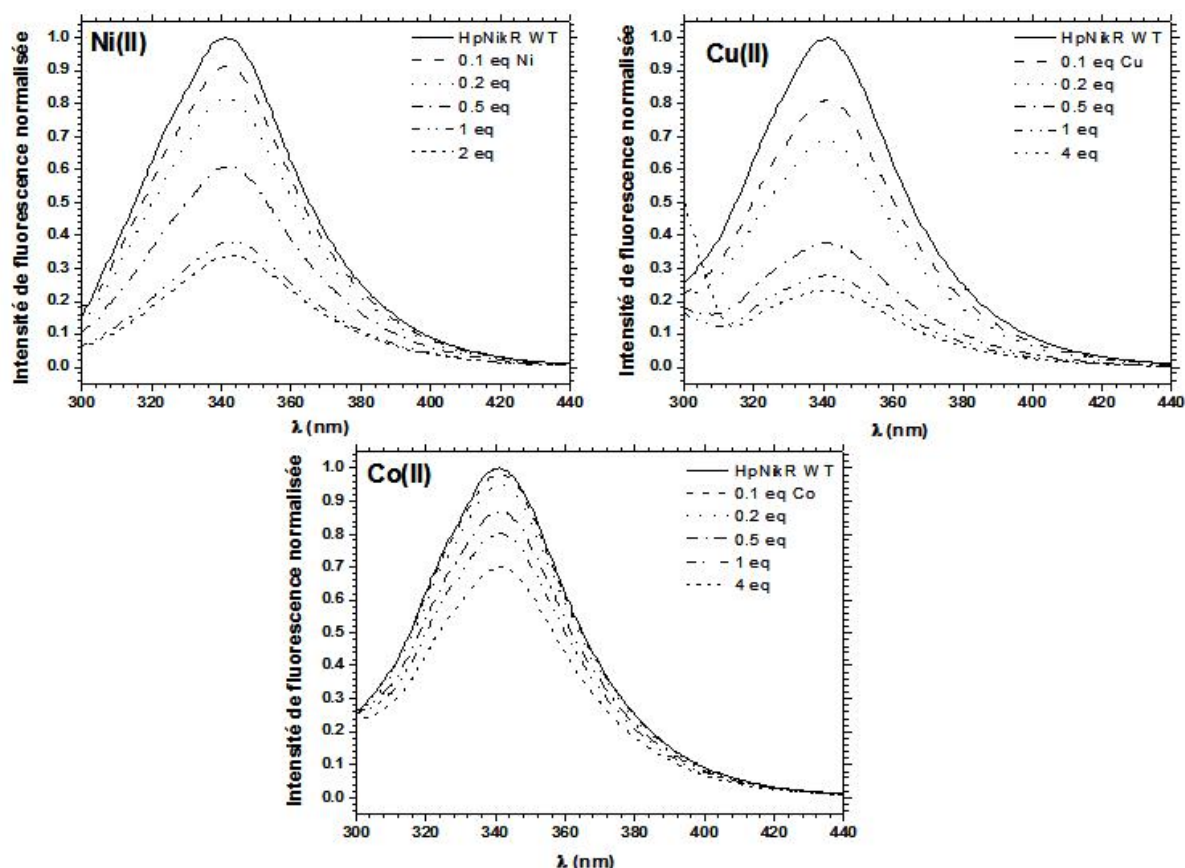 Ni(II)
HpNikR WT
0.1 eq Ni
0.2 eq
0.5 eq
1 eq
2 eq
Intensité de fluorescence normalisée
1.0
0.9
0.8
0.7
0.6
0.5
0.4
0.3
0.2
0.1
0.0
300 320 340 360 380 400 420 440
λ (nm)
Cu(II)
HpNikR WT
0.1 eq Cu
0.2 eq
0.5 eq
1 eq
4 eq
Intensité de fluorescence normalisée
1.0
0.9
0.8
0.7
0.6
0.5
0.4
0.3
0.2
0.1
0.0
300 320 340 360 380 400 420 440
λ (nm)
Co(II)
HpNikR WT
0.1 eq Co
0.2 eq
0.5 eq
1 eq
4 eq
Intensité de fluorescence normalisée
1.0
0.9
0.8
0.7
0.6
0.5
0.4
0.3
0.2
0.1
0.0
300 320 340 360 380 400 420 440
λ (nm)